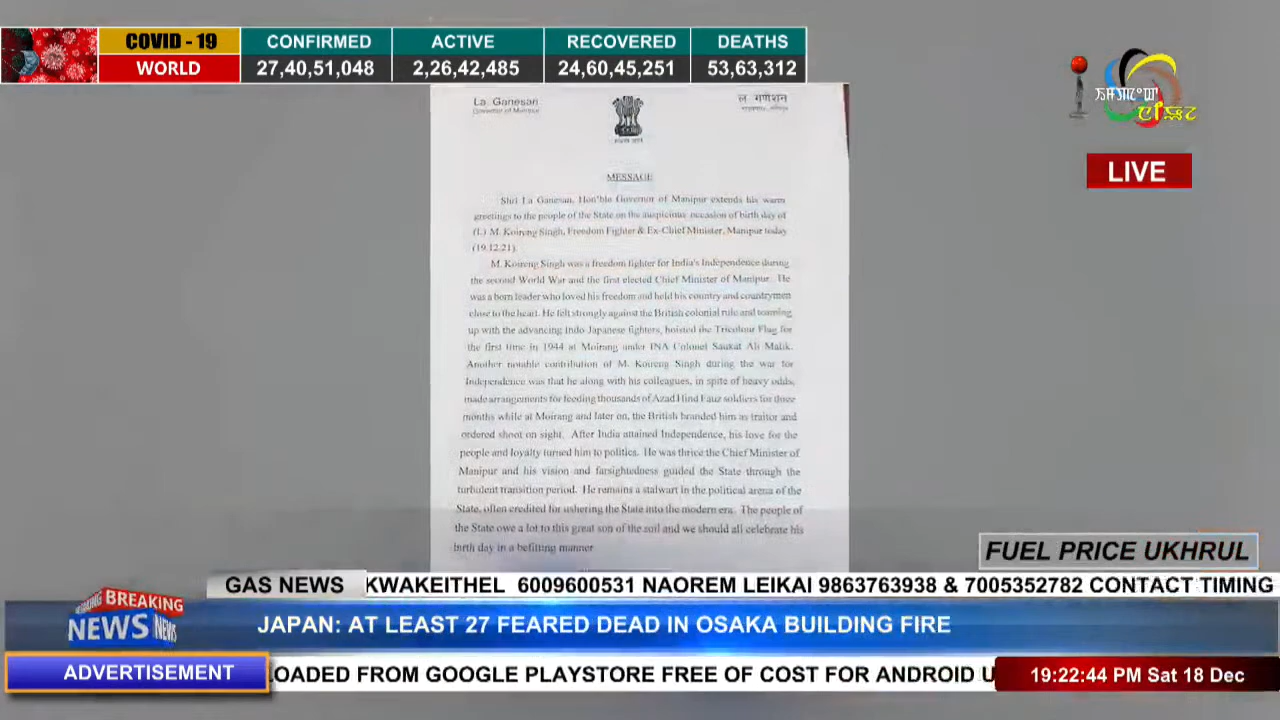 COVID - 19
WORLD
CONFIRMED
27,40,51,048
ACTIVE
2,26,42,485
RECOVERED
24,60,45,251
DEATHS
53,63,312
LIVE
La Ganesan
Governor of Manipur
ल गणेशन
MESSAGE
Shri La Ganesan, Hon'ble Governor of Manipur extends his warm
greetings to the people of the State on the auspicious occasion of birth day of
(L) M. Koireng Singh, Freedom Fighter & Ex-Chief Minister, Manipur today
(19.12.21).
M. Koireng Singh was a freedom fighter for India's Independence during
the second World War and the first elected Chief Minister of Manipur. He
was a born leader who loved his freedom and held his country and countrymen
close to the heart. He felt strongly against the British colonial rule and teaming
up with the advancing Indo Japanese fighters, hoisted the Tricolour Flag for
the first time in 1944 at Moirang under INA Colonel Saukat Ali Malik.
Another notable contribution of M. Koireng Singh during the war for
Independence was that he along with his colleagues, in spite of heavy odds,
made arrangements for feeding thousands of Azad Hind Fauz soldiers for three
months while at Moirang and later on, the British branded him as traitor and
ordered shoot on sight. After India attained Independence, his love for the
people and loyalty turned him to politics. He was thrice the Chief Minister of
Manipur and his vision and farsightedness guided the State through the
turbulent transition period. He remains a stalwart in the political arena of the
State, often credited for ushering the State into the modern era. The people of
the State owe a lot to this great son of the soil and we should all celebrate his
birth day in a befitting manner
FUEL PRICE UKHRUL
GAS NEWS KWAKEITHEL 6009600531 NAOREM LEIKAI 9863763938 & 7005352782 CONTACT TIMING
BREAKING
NEWS
JAPAN: AT LEAST 27 FEARED DEAD IN OSAKA BUILDING FIRE
ADVERTISEMENT
LOADED FROM GOOGLE PLAYSTORE FREE OF COST FOR ANDROID U
19:22:44 PM Sat 18 Dec